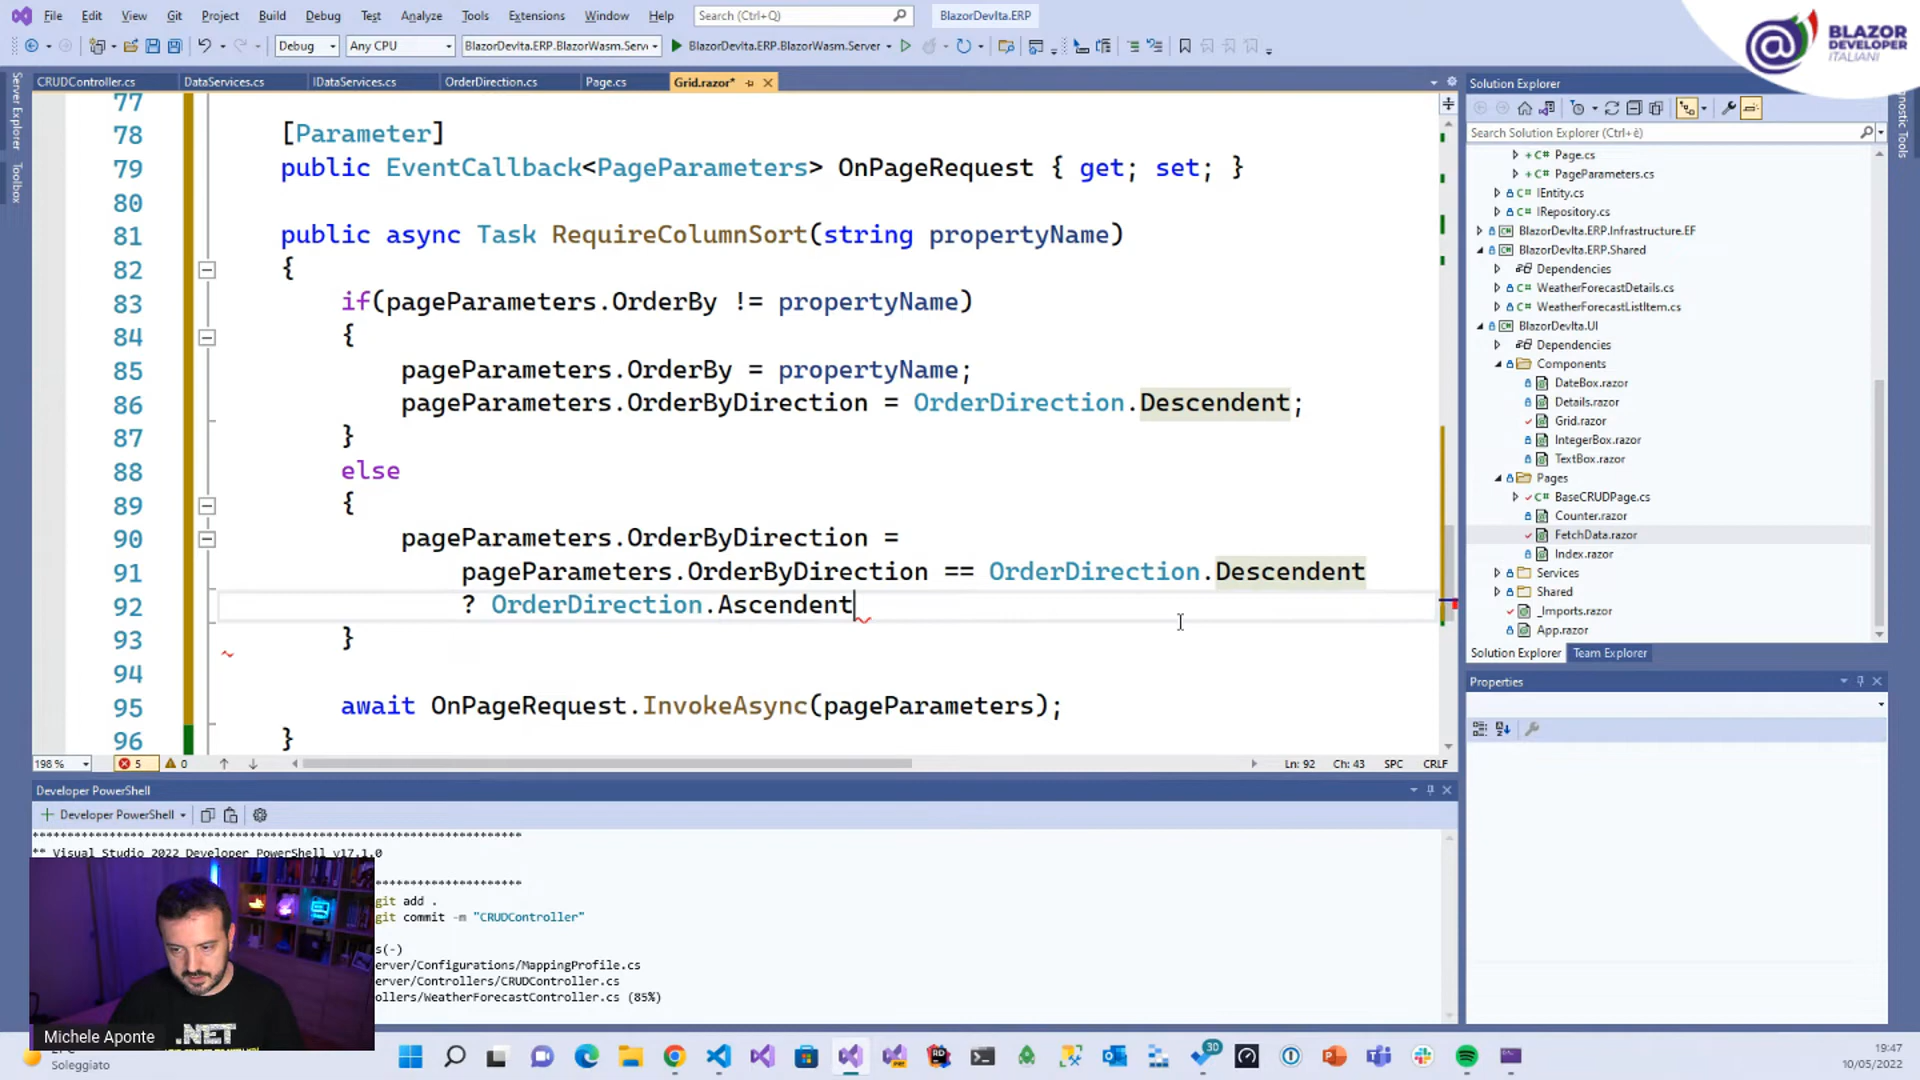 File Edit View Git Project Build Debug Test Analyze Tools Extensions Window Help Search (Ctrl+Q) BlazorDevIta.ERP
BLAZOR
DEVELOPER
ITALIANI
Debug Any CPU BlazorDevIta.ERP.BlazorWasm.Serv BlazorDevIta.ERP.BlazorWasm.Server
CRUDController.cs DataServices.cs IDataServices.cs OrderDirection.cs Page.cs Grid.razor*
Server Explorer
Toolbox
77
78 [Parameter]
79 public EventCallback<PageParameters> OnPageRequest { get; set; }
80
81 public async Task RequireColumnSort(string propertyName)
82 {
83 if(pageParameters.OrderBy != propertyName)
84 {
85 pageParameters.OrderBy = propertyName;
86 pageParameters.OrderByDirection = OrderDirection.Descendent;
87 }
88 else
89 {
90 pageParameters.OrderByDirection =
91 pageParameters.OrderByDirection == OrderDirection.Descendent
92 ? OrderDirection.Ascendent
93 }
94
95 await OnPageRequest.InvokeAsync(pageParameters);
96 }
198 % 5 0 Ln: 92 Ch: 43 SPC CRLF
Solution Explorer
Search Solution Explorer (Ctrl+è)
C# Page.cs
C# PageParameters.cs
C# IEntity.cs
C# IRepository.cs
BlazorDevIta.ERP.Infrastructure.EF
BlazorDevIta.ERP.Shared
Dependencies
C# WeatherForecastDetails.cs
C# WeatherForecastListItem.cs
BlazorDevIta.UI
Dependencies
Components
DateBox.razor
Details.razor
Grid.razor
IntegerBox.razor
TextBox.razor
Pages
C# BaseCRUDPage.cs
Counter.razor
FetchData.razor
Index.razor
Services
Shared
_Imports.razor
App.razor
Solution Explorer Team Explorer
Properties
gnostic Tools
Developer PowerShell
Developer PowerShell
**********************************************************************
** Visual Studio 2022 Developer PowerShell v17.1.0
git add .
git commit -m "CRUDController"
s(-)
erver/Configurations/MappingProfile.cs
erver/Controllers/CRUDController.cs
ollers/WeatherForecastController.cs (85%)
Michele Aponte
.NET
Soleggiato
30
19:47
10/05/2022